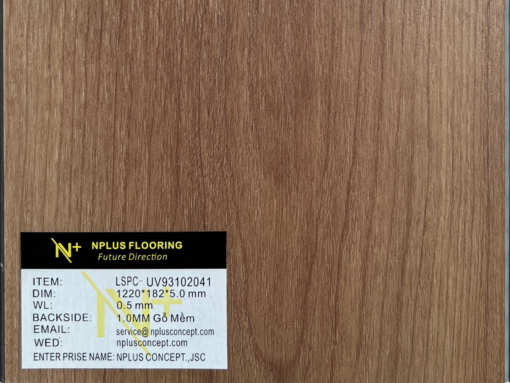 N+ NPLUS FLOORING
Future Direction
ITEM: LSPC- UV93102041
DIM: 1220*182*5.0 mm
WL: 0.5 mm
BACKSIDE: 1.0MM Gỗ Mềm
EMAIL: service@nplusconcept.com
WED: nplusconcept.com
ENTER PRISE NAME: NPLUS CONCEPT.,JSC
N+